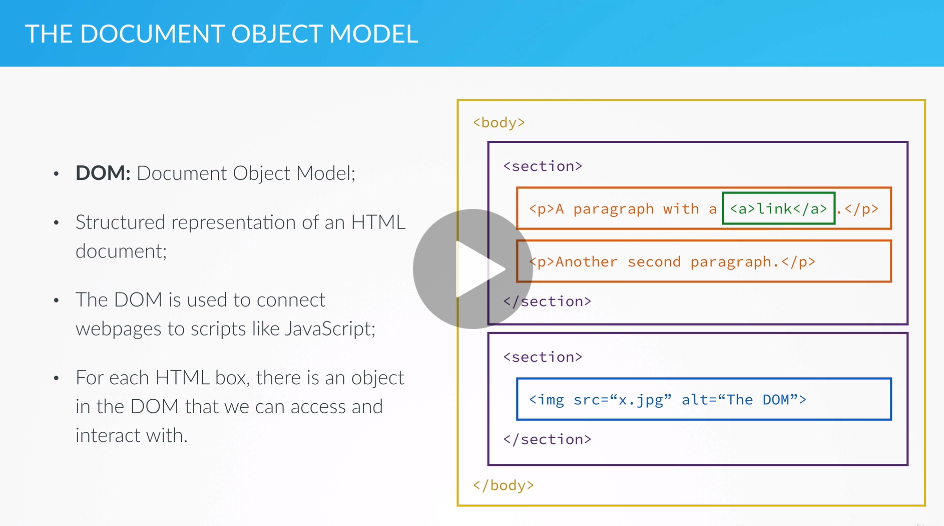 THE DOCUMENT OBJECT MODEL
• DOM: Document Object Model;
• Structured representation of an HTML
document;
• The DOM is used to connect
webpages to scripts like JavaScript;
• For each HTML box, there is an object
in the DOM that we can access and
interact with.
<body>
<section>
<p>A paragraph with a <a>link</a>.</p>
<p>Another second paragraph.</p>
</section>
<section>
<img src=“x.jpg” alt=“The DOM”>
</section>
</body>